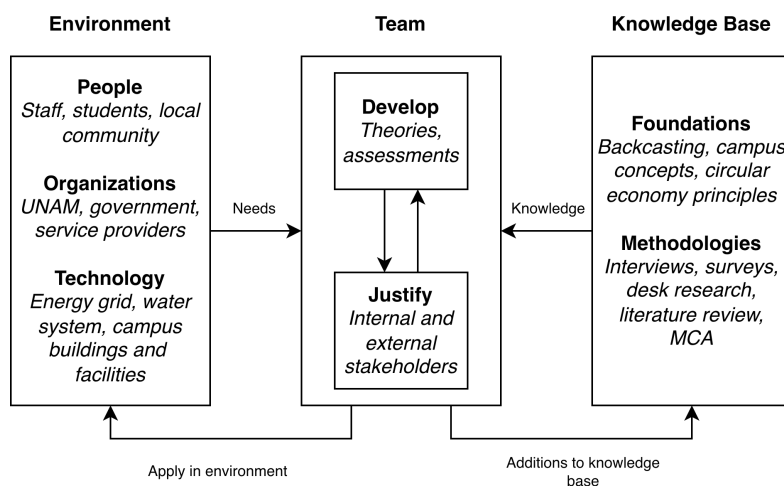 Environment
Team
Knowledge Base
People
Staff, students, local
community
Organizations
UNAM, government,
service providers
Technology
Energy grid, water
system, campus
buildings and
facilities
Needs
Develop
Theories,
assessments
Justify
Internal and
external
stakeholders
Knowledge
Foundations
Backcasting, campus
concepts, circular
economy principles
Methodologies
Interviews, surveys,
desk research,
literature review,
MCA
Apply in environment
Additions to knowledge
base